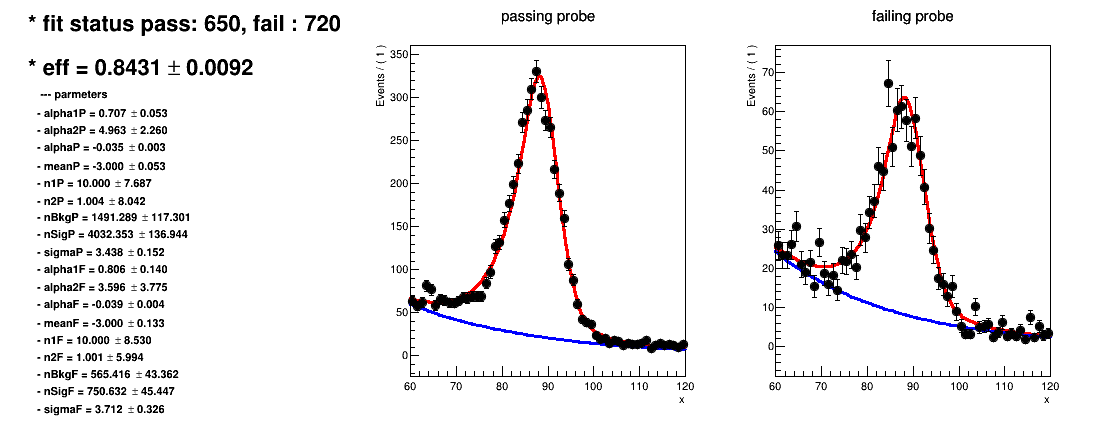 * fit status pass: 650, fail : 720
* eff = 0.8431 ± 0.0092
--- parmeters
- alpha1P = 0.707 ± 0.053
- alpha2P = 4.963 ± 2.260
- alphaP = -0.035 ± 0.003
- meanP = -3.000 ± 0.053
- n1P = 10.000 ± 7.687
- n2P = 1.004 ± 8.042
- nBkgP = 1491.289 ± 117.301
- nSigP = 4032.353 ± 136.944
- sigmaP = 3.438 ± 0.152
- alpha1F = 0.806 ± 0.140
- alpha2F = 3.596 ± 3.775
- alphaF = -0.039 ± 0.004
- meanF = -3.000 ± 0.133
- n1F = 10.000 ± 8.530
- n2F = 1.001 ± 5.994
- nBkgF = 565.416 ± 43.362
- nSigF = 750.632 ± 45.447
- sigmaF = 3.712 ± 0.326
passing probe
Events / ( 1 )
350
300
250
200
150
100
50
0
60 70 80 90 100 110 120
x
failing probe
Events / ( 1 )
70
60
50
40
30
20
10
0
60 70 80 90 100 110 120
x